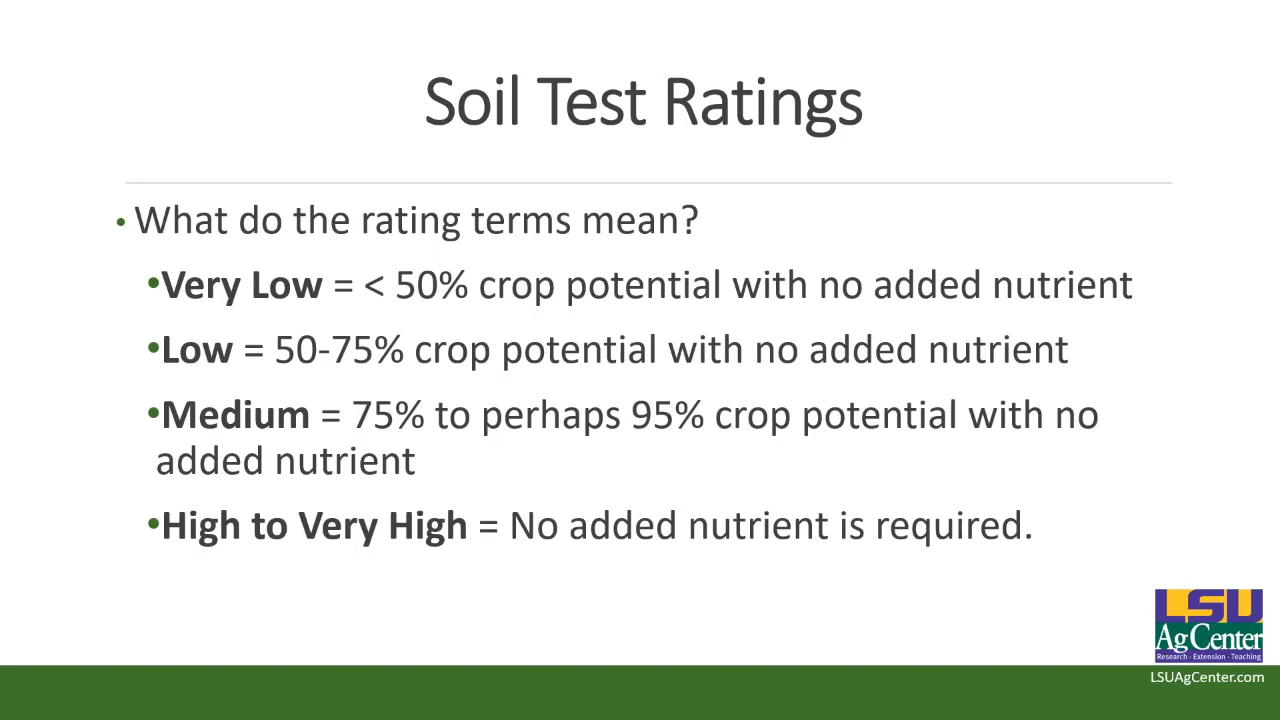 Soil Test Ratings
• What do the rating terms mean?
•Very Low = < 50% crop potential with no added nutrient
•Low = 50-75% crop potential with no added nutrient
•Medium = 75% to perhaps 95% crop potential with no
added nutrient
•High to Very High = No added nutrient is required.
LSU
AgCenter
Research · Extension · Teaching
LSUAgCenter.com